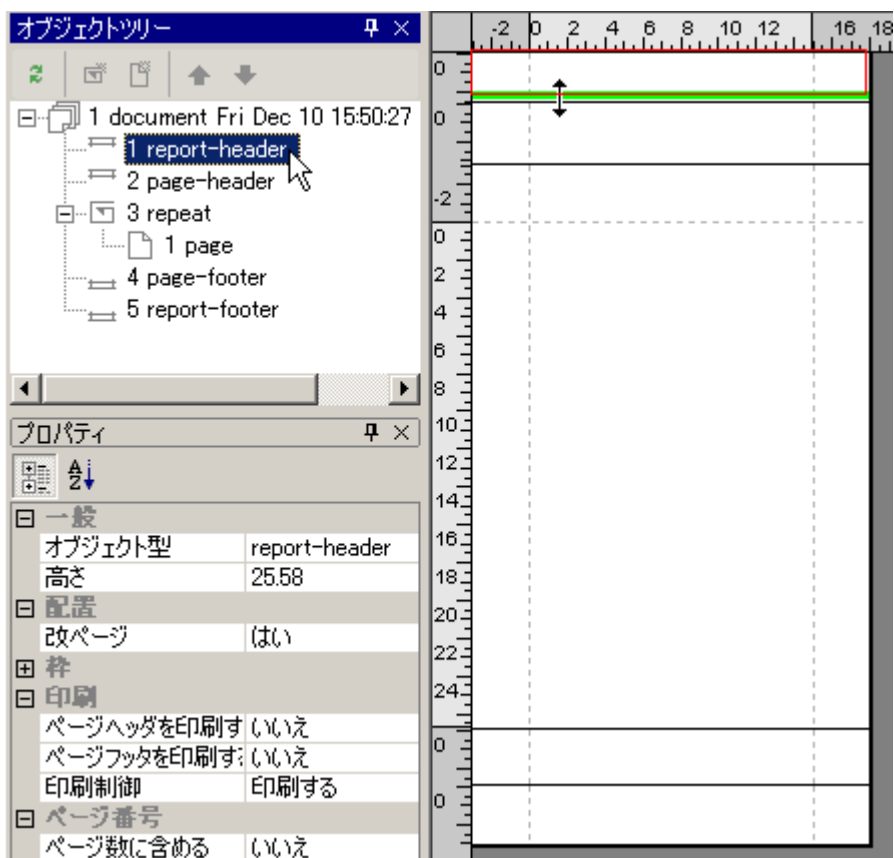 オブジェクトツリー
1 document Fri Dec 10 15:50:27
1 report-header
2 page-header
3 repeat
1 page
4 page-footer
5 report-footer
プロパティ
A
Z
一般
オブジェクト型 report-header
高さ 25.58
配置
改ページ はい
枠
印刷
ページヘッダを印刷す いいえ
ページフッタを印刷す いいえ
印刷制御 印刷する
ページ番号
ページ数に含める いいえ
-2 0 2 4 6 8 10 12 16 18
0
0
-2
0
2
4
6
8
10
12
14
16
18
20
22
24
0
0